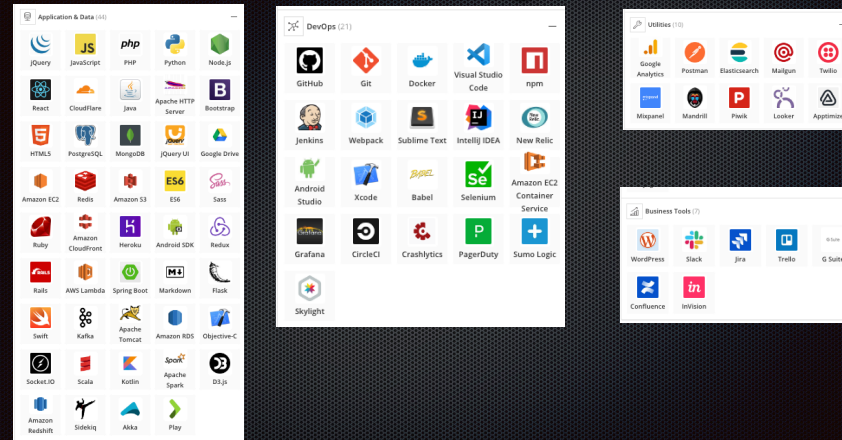 Application & Data (44)
jQuery JavaScript PHP Python Node.js
React CloudFlare Java Apache HTTP Server Bootstrap
HTML5 PostgreSQL MongoDB jQuery UI Google Drive
Amazon EC2 Redis Amazon S3 ES6 Sass
Ruby Amazon CloudFront Heroku Android SDK Redux
Rails AWS Lambda Spring Boot Markdown Flask
Swift Kafka Apache Tomcat Amazon RDS Objective-C
Socket.IO Scala Kotlin Apache Spark D3.js
Amazon Redshift Sidekiq Akka Play
DevOps (21)
GitHub Git Docker Visual Studio Code npm
Jenkins Webpack Sublime Text IntelliJ IDEA New Relic
Android Studio Xcode Babel Selenium Amazon EC2 Container Service
Grafana CircleCI Crashlytics PagerDuty Sumo Logic
Skylight
Utilities (10)
Google Analytics Postman Elasticsearch Mailgun Twilio
Mixpanel Mandrill Piwik Looker Apptimize
Business Tools (7)
WordPress Slack Jira Trello G Suite
Confluence InVision